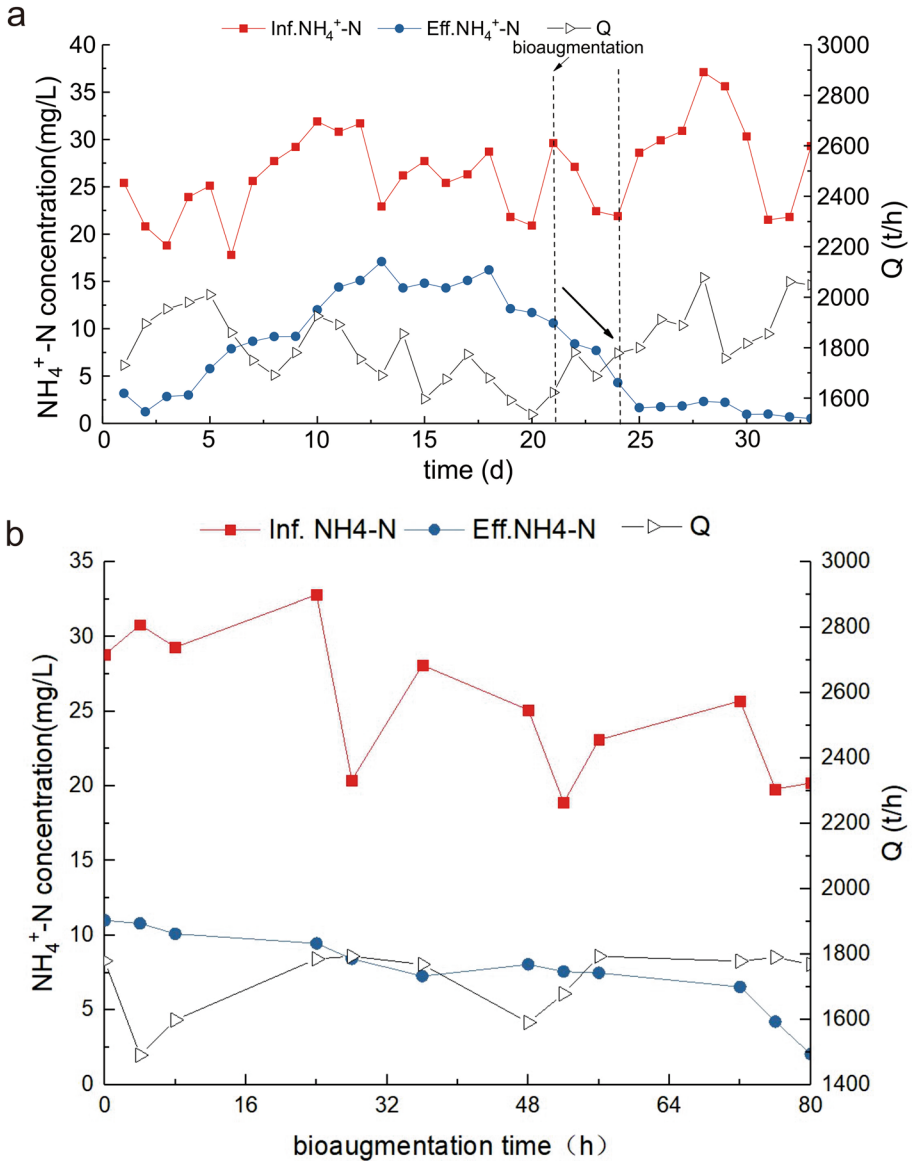 a
Inf.NH₄⁺-N Eff.NH₄⁺-N Q
bioaugmentation
NH₄⁺-N concentration(mg/L)
40
35
30
25
20
15
10
5
0
3000
2800
2600
2400
2200
2000
1800
1600
Q (t/h)
0 5 10 15 20 25 30
time (d)
b
Inf. NH4-N Eff.NH4-N Q
NH₄⁺-N concentration(mg/L)
35
30
25
20
15
10
5
0
3000
2800
2600
2400
2200
2000
1800
1600
1400
Q (t/h)
0 16 32 48 64 80
bioaugmentation time（h）